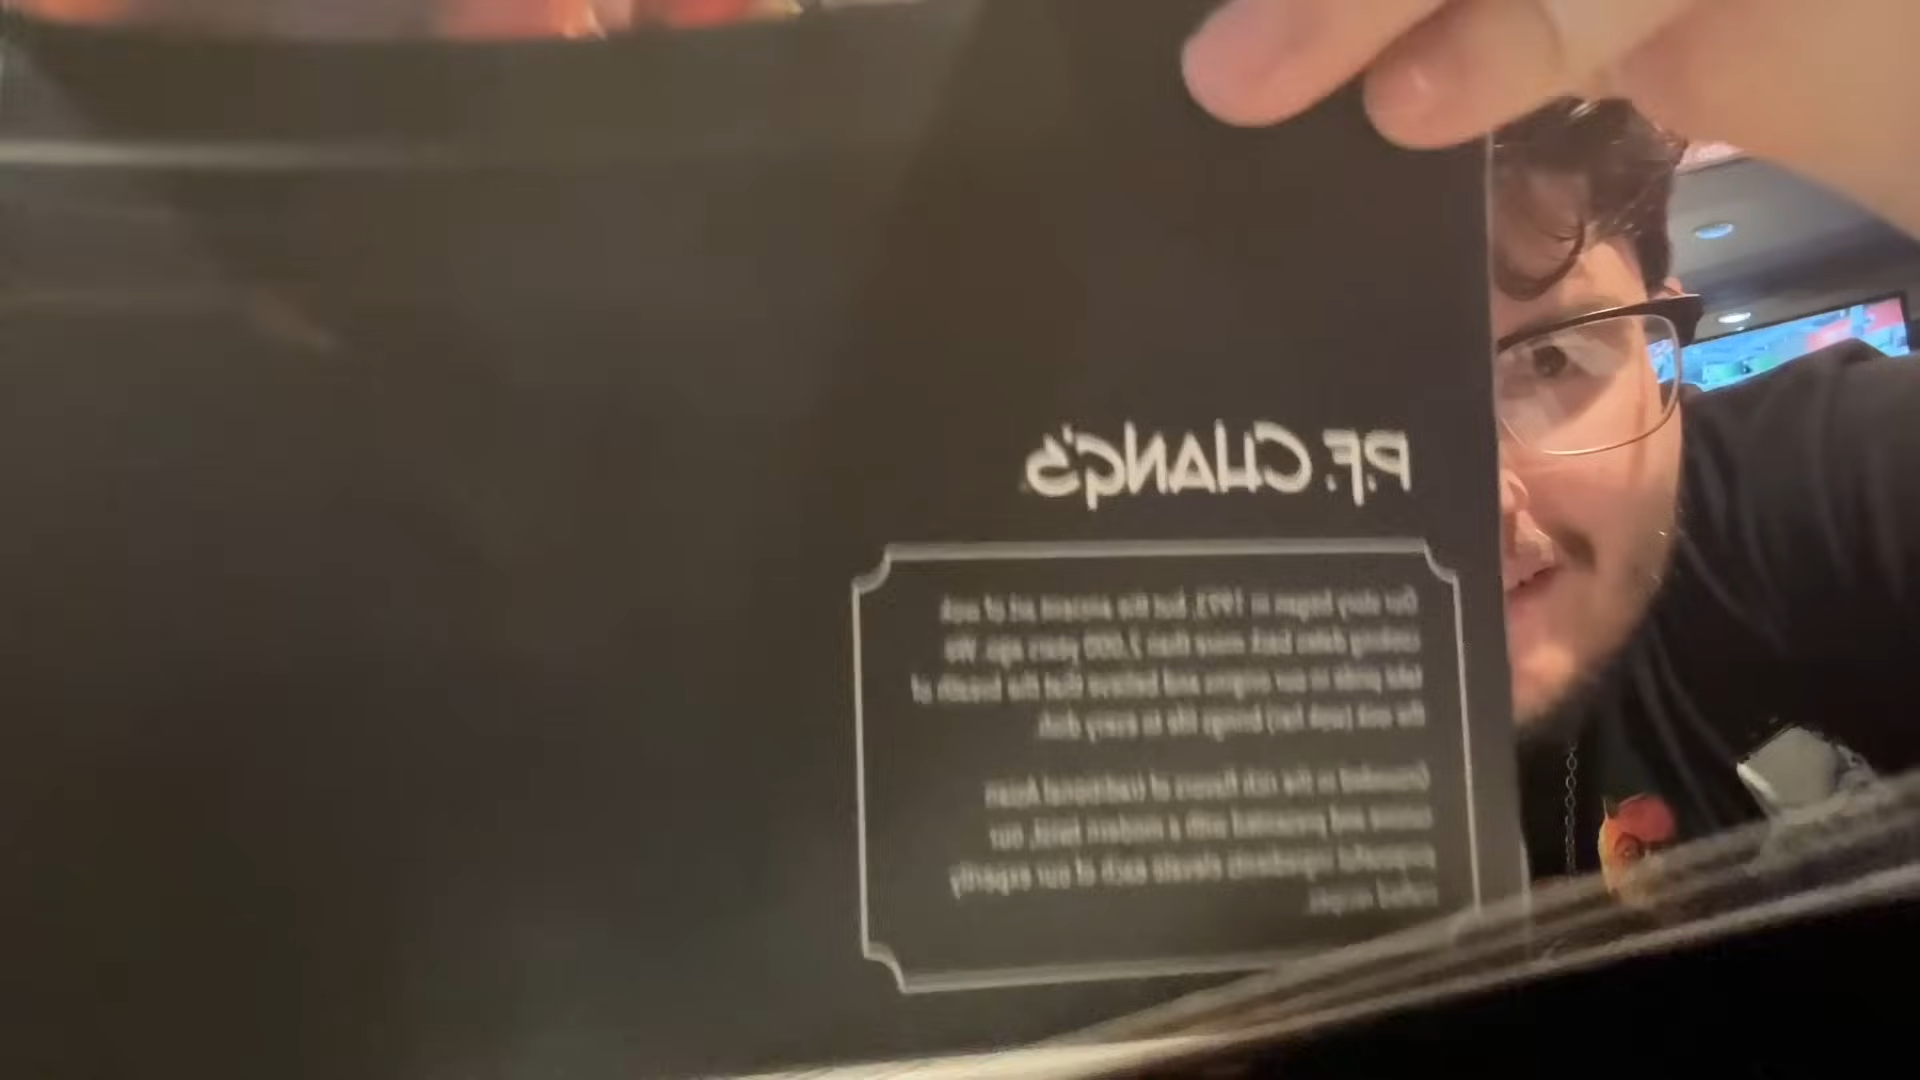 P.F. CHANG'S
Our story began in 1993, but the ancient art of wok
cooking dates back more than 2,000 years ago. We
take pride in our origins and believe that the breath of
the wok (wok hei) brings life to every dish.
Grounded in the rich flavors of traditional Asian
cuisine and presented with a modern twist, our
purposeful ingredients elevate each of our expertly
crafted recipes.